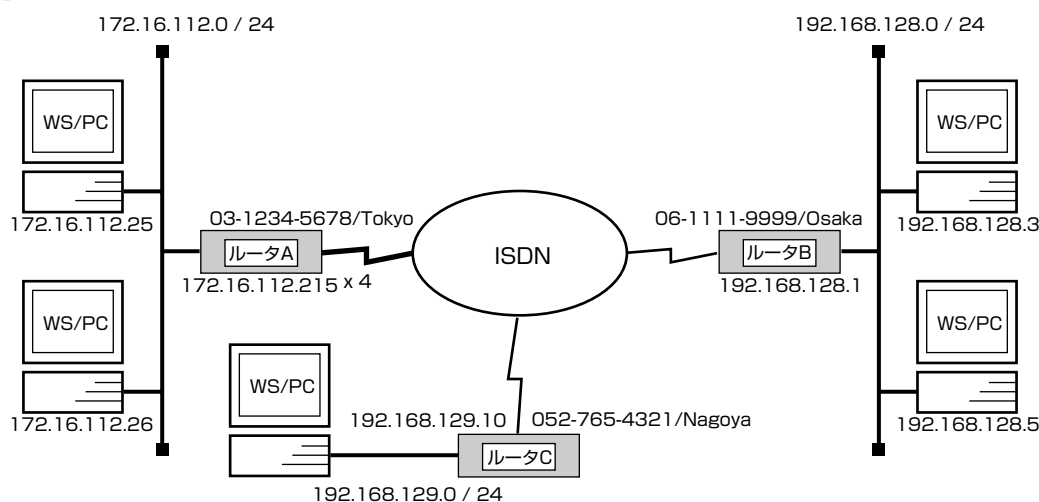 172.16.112.0 / 24
192.168.128.0 / 24
WS/PC
WS/PC
172.16.112.25
03-1234-5678/Tokyo
06-1111-9999/Osaka
192.168.128.3
ルータA
ISDN
ルータB
172.16.112.215 x 4
192.168.128.1
WS/PC
WS/PC
WS/PC
172.16.112.26
192.168.129.10
052-765-4321/Nagoya
192.168.128.5
ルータC
192.168.129.0 / 24